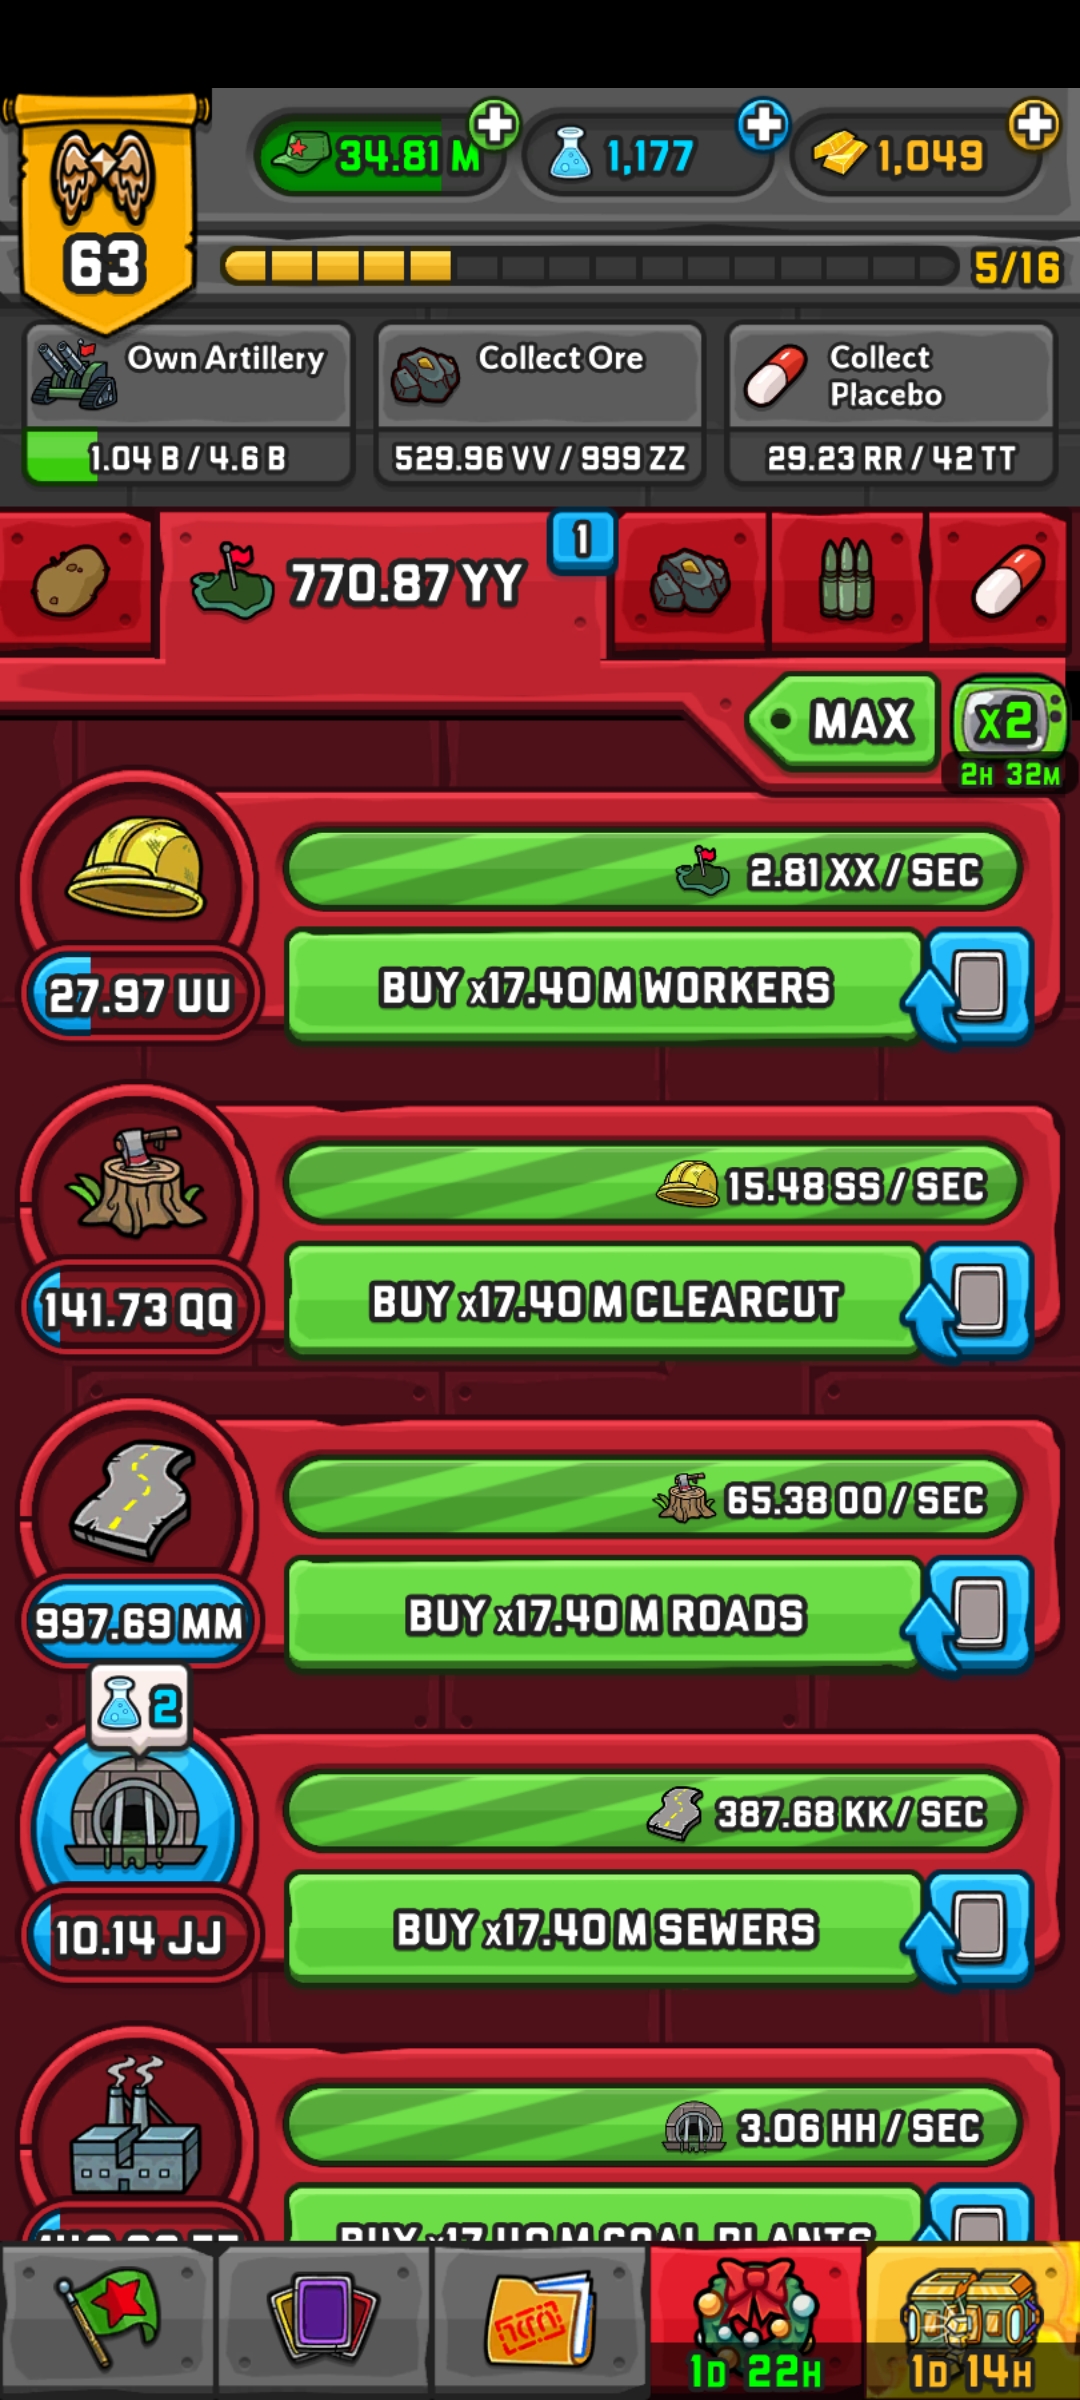 34.81 M
1,177
1,049
63
5/16
Own Artillery
1.04 B / 4.6 B
Collect Ore
529.96 VV / 999 ZZ
Collect
Placebo
29.23 RR / 42 TT
770.87 YY
1
MAX
x2
2H 32M
2.81 XX / SEC
27.97 UU
BUY x17.40 M WORKERS
15.48 SS / SEC
141.73 QQ
BUY x17.40 M CLEARCUT
65.38 OO / SEC
997.69 MM
BUY x17.40 M ROADS
2
387.68 KK / SEC
10.14 JJ
BUY x17.40 M SEWERS
3.06 HH / SEC
BUY x17.40 M COAL PLANTS
1D 22H
1D 14H